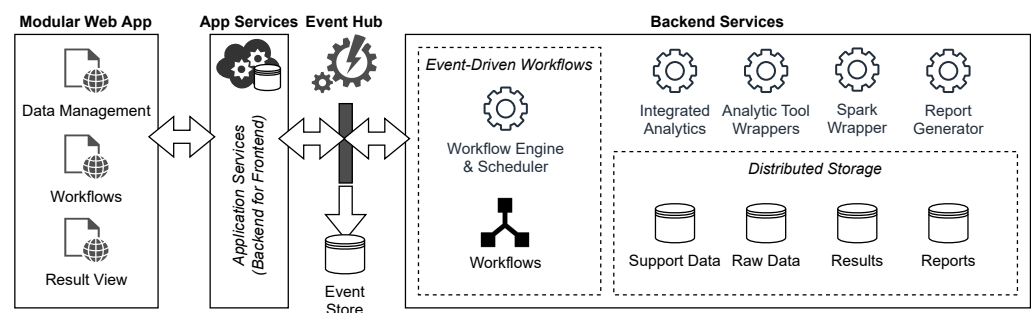 Modular Web App
App Services
Event Hub
Backend Services
Data Management
Workflows
Result View
Application Services
(Backend for Frontend)
Event
Store
Event-Driven Workflows
Workflow Engine
& Scheduler
Workflows
Integrated
Analytics
Analytic Tool
Wrappers
Spark
Wrapper
Report
Generator
Distributed Storage
Support Data
Raw Data
Results
Reports